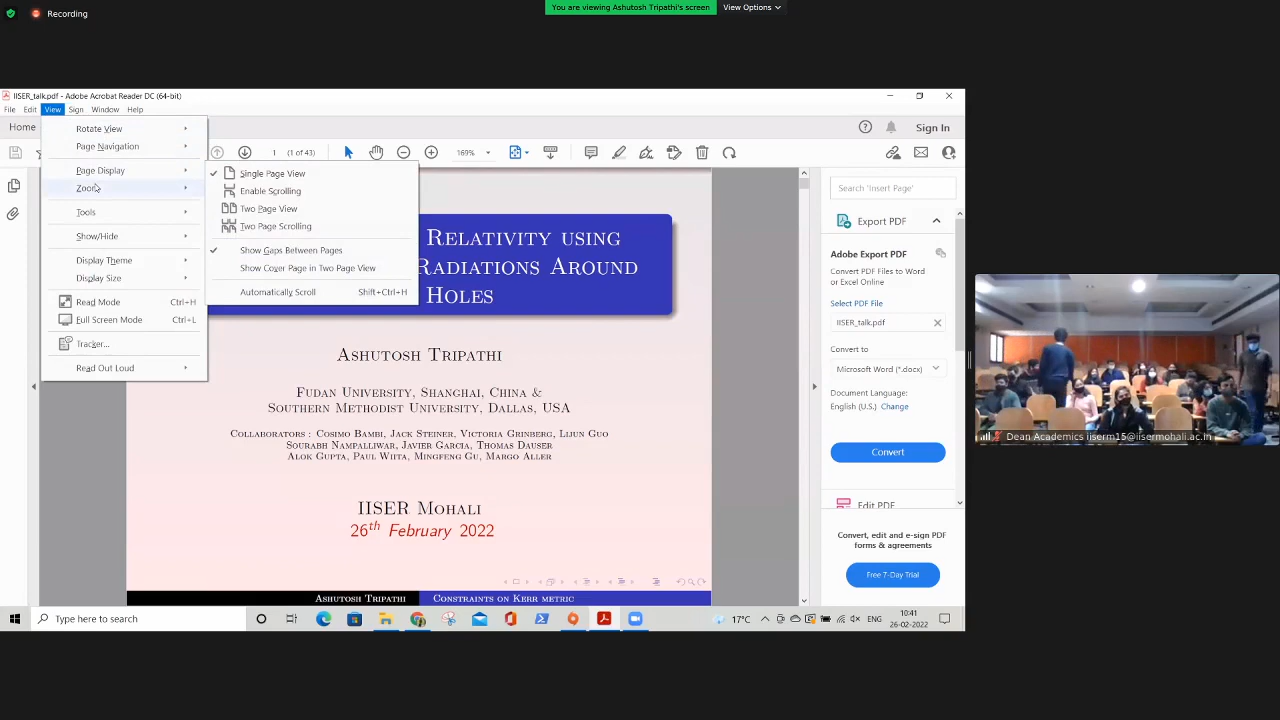 Recording
You are viewing Ashutosh Tripathi's screen View Options
IISER_talk.pdf - Adobe Acrobat Reader DC (64-bit)
File Edit View Sign Window Help
Home
Sign In
1 (1 of 43)
169%
Rotate View
Page Navigation
Page Display
Zoom
Tools
Show/Hide
Display Theme
Display Size
Read Mode Ctrl+H
Full Screen Mode Ctrl+L
Tracker...
Read Out Loud
Single Page View
Enable Scrolling
Two Page View
Two Page Scrolling
Show Gaps Between Pages
Show Cover Page in Two Page View
Automatically Scroll Shift+Ctrl+H
Relativity using
Radiations Around
Holes
Ashutosh Tripathi
Fudan University, Shanghai, China &
Southern Methodist University, Dallas, USA
Collaborators : Cosimo Bambi, Jack Steiner, Victoria Grinberg, Lijun Guo
Sourabh Nampalliwar, Javier Garcia, Thomas Dauser
Alok Gupta, Paul Wiita, Mingfeng Gu, Margo Aller
IISER Mohali
26th February 2022
Ashutosh Tripathi Constraints on Kerr metric
Search 'Insert Page'
Export PDF
Adobe Export PDF
Convert PDF Files to Word
or Excel Online
Select PDF File
IISER_talk.pdf
Convert to
Microsoft Word (*.docx)
Document Language:
English (U.S.) Change
Convert
Edit PDF
Convert, edit and e-sign PDF
forms & agreements
Free 7-Day Trial
Dean Academics iiserm15@iisermohali.ac.in
Type here to search
17°C
ENG
10:41
26-02-2022